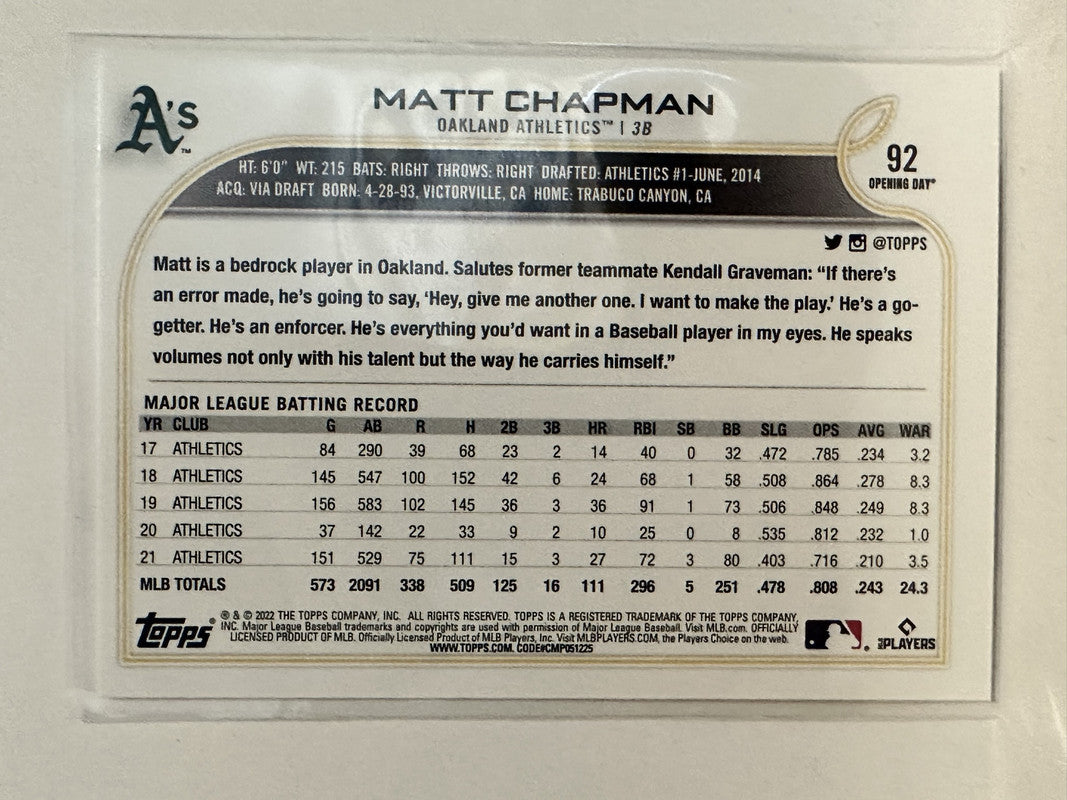 A's™
MATT CHAPMAN
OAKLAND ATHLETICS™ | 3B
92
OPENING DAY®
HT: 6'0" WT: 215 BATS: RIGHT THROWS: RIGHT DRAFTED: ATHLETICS #1-JUNE, 2014
ACQ: VIA DRAFT BORN: 4-28-93, VICTORVILLE, CA HOME: TRABUCO CANYON, CA
@TOPPS
Matt is a bedrock player in Oakland. Salutes former teammate Kendall Graveman: “If there’s
an error made, he’s going to say, ‘Hey, give me another one. I want to make the play.’ He’s a go-
getter. He’s an enforcer. He’s everything you’d want in a Baseball player in my eyes. He speaks
volumes not only with his talent but the way he carries himself.”
MAJOR LEAGUE BATTING RECORD
YR CLUB G AB R H 2B 3B HR RBI SB BB SLG OPS AVG WAR
17 ATHLETICS 84 290 39 68 23 2 14 40 0 32 .472 .785 .234 3.2
18 ATHLETICS 145 547 100 152 42 6 24 68 1 58 .508 .864 .278 8.3
19 ATHLETICS 156 583 102 145 36 3 36 91 1 73 .506 .848 .249 8.3
20 ATHLETICS 37 142 22 33 9 2 10 25 0 8 .535 .812 .232 1.0
21 ATHLETICS 151 529 75 111 15 3 27 72 3 80 .403 .716 .210 3.5
MLB TOTALS 573 2091 338 509 125 16 111 296 5 251 .478 .808 .243 24.3
Topps®
® & © 2022 THE TOPPS COMPANY, INC. ALL RIGHTS RESERVED. TOPPS IS A REGISTERED TRADEMARK OF THE TOPPS COMPANY,
INC. Major League Baseball trademarks and copyrights are used with permission of Major League Baseball. Visit MLB.com. OFFICIALLY
LICENSED PRODUCT OF MLB. Officially Licensed Product of MLB Players, Inc. Visit MLBPLAYERS.COM, the Players Choice on the web.
WWW.TOPPS.COM. CODE#CMP051225
PLAYERS